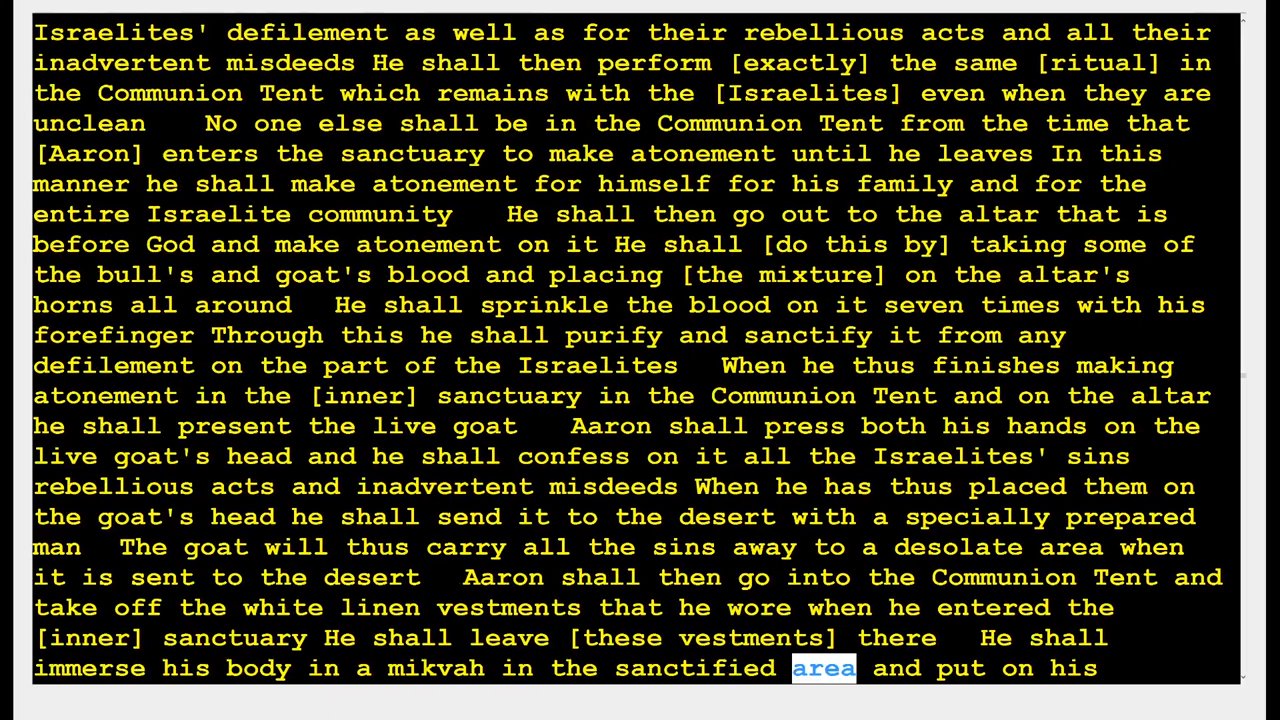 Israelites' defilement as well as for their rebellious acts and all their
inadvertent misdeeds He shall then perform [exactly] the same [ritual] in
the Communion Tent which remains with the [Israelites] even when they are
unclean    No one else shall be in the Communion Tent from the time that
[Aaron] enters the sanctuary to make atonement until he leaves In this
manner he shall make atonement for himself for his family and for the
entire Israelite community    He shall then go out to the altar that is
before God and make atonement on it He shall [do this by] taking some of
the bull's and goat's blood and placing [the mixture] on the altar's
horns all around    He shall sprinkle the blood on it seven times with his
forefinger Through this he shall purify and sanctify it from any
defilement on the part of the Israelites    When he thus finishes making
atonement in the [inner] sanctuary in the Communion Tent and on the altar
he shall present the live goat    Aaron shall press both his hands on the
live goat's head and he shall confess on it all the Israelites' sins
rebellious acts and inadvertent misdeeds When he has thus placed them on
the goat's head he shall send it to the desert with a specially prepared
man   The goat will thus carry all the sins away to a desolate area when
it is sent to the desert    Aaron shall then go into the Communion Tent and
take off the white linen vestments that he wore when he entered the
[inner] sanctuary He shall leave [these vestments] there    He shall
immerse his body in a mikvah in the sanctified area and put on his